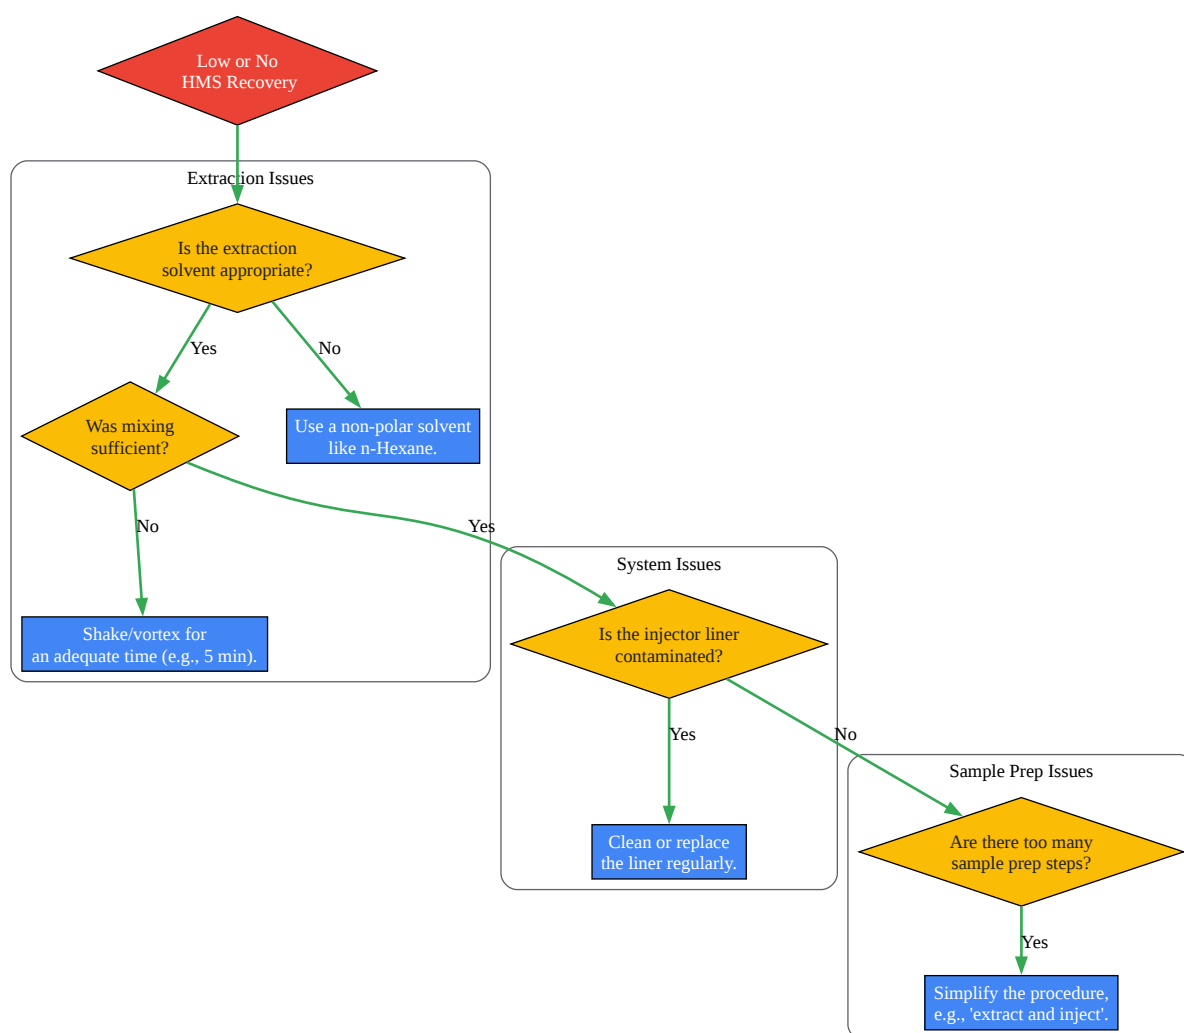 Low or No
HMS Recovery
Extraction Issues
Is the extraction
solvent appropriate?
Yes
No
Was mixing
sufficient?
Use a non-polar solvent
like n-Hexane.
No
Yes
Shake/vortex for
an adequate time (e.g., 5 min).
System Issues
Is the injector liner
contaminated?
Yes
No
Clean or replace
the liner regularly.
Sample Prep Issues
Are there too many
sample prep steps?
Yes
Simplify the procedure,
e.g., 'extract and inject'.